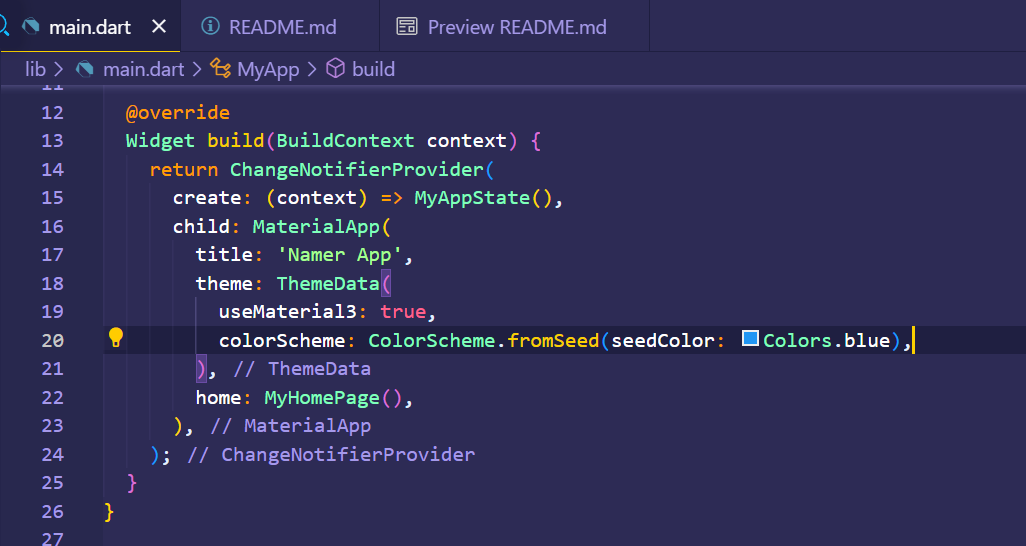 main.dart README.md Preview README.md
lib > main.dart > MyApp > build
11
12 @override
13 Widget build(BuildContext context) {
14 return ChangeNotifierProvider(
15 create: (context) => MyAppState(),
16 child: MaterialApp(
17 title: 'Namer App',
18 theme: ThemeData(
19 useMaterial3: true,
20 colorScheme: ColorScheme.fromSeed(seedColor: Colors.blue),
21 ), // ThemeData
22 home: MyHomePage(),
23 ), // MaterialApp
24 ); // ChangeNotifierProvider
25 }
26 }
27